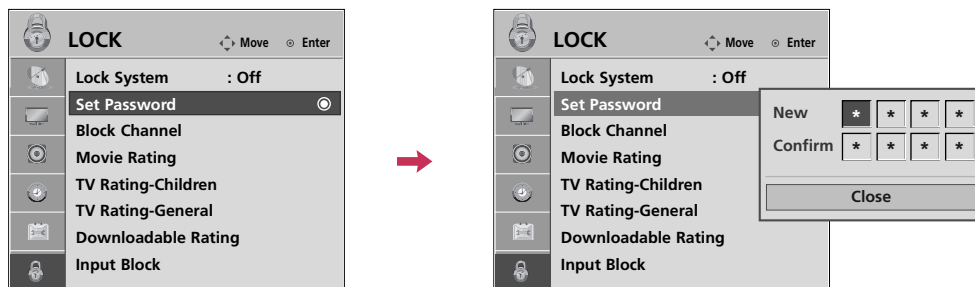 LOCK Move Enter
Lock System : Off
Set Password
Block Channel
Movie Rating
TV Rating-Children
TV Rating-General
Downloadable Rating
Input Block
LOCK Move Enter
Lock System : Off
Set Password
Block Channel
Movie Rating
TV Rating-Children
TV Rating-General
Downloadable Rating
Input Block
New * * * *
Confirm * * * *
Close